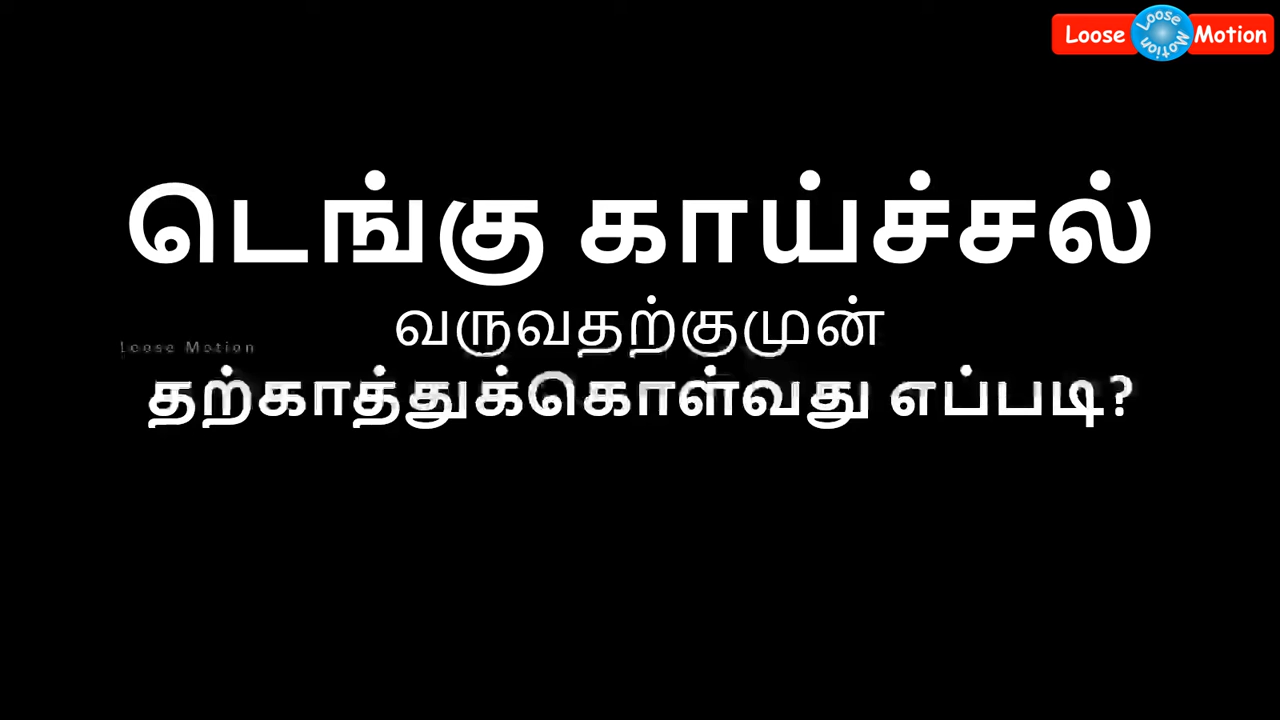 Loose Loose Motion Motion
டெங்கு காய்ச்சல்
வருவதற்குமுன்
Loose Motion
தற்காத்துக்கொள்வது எப்படி?